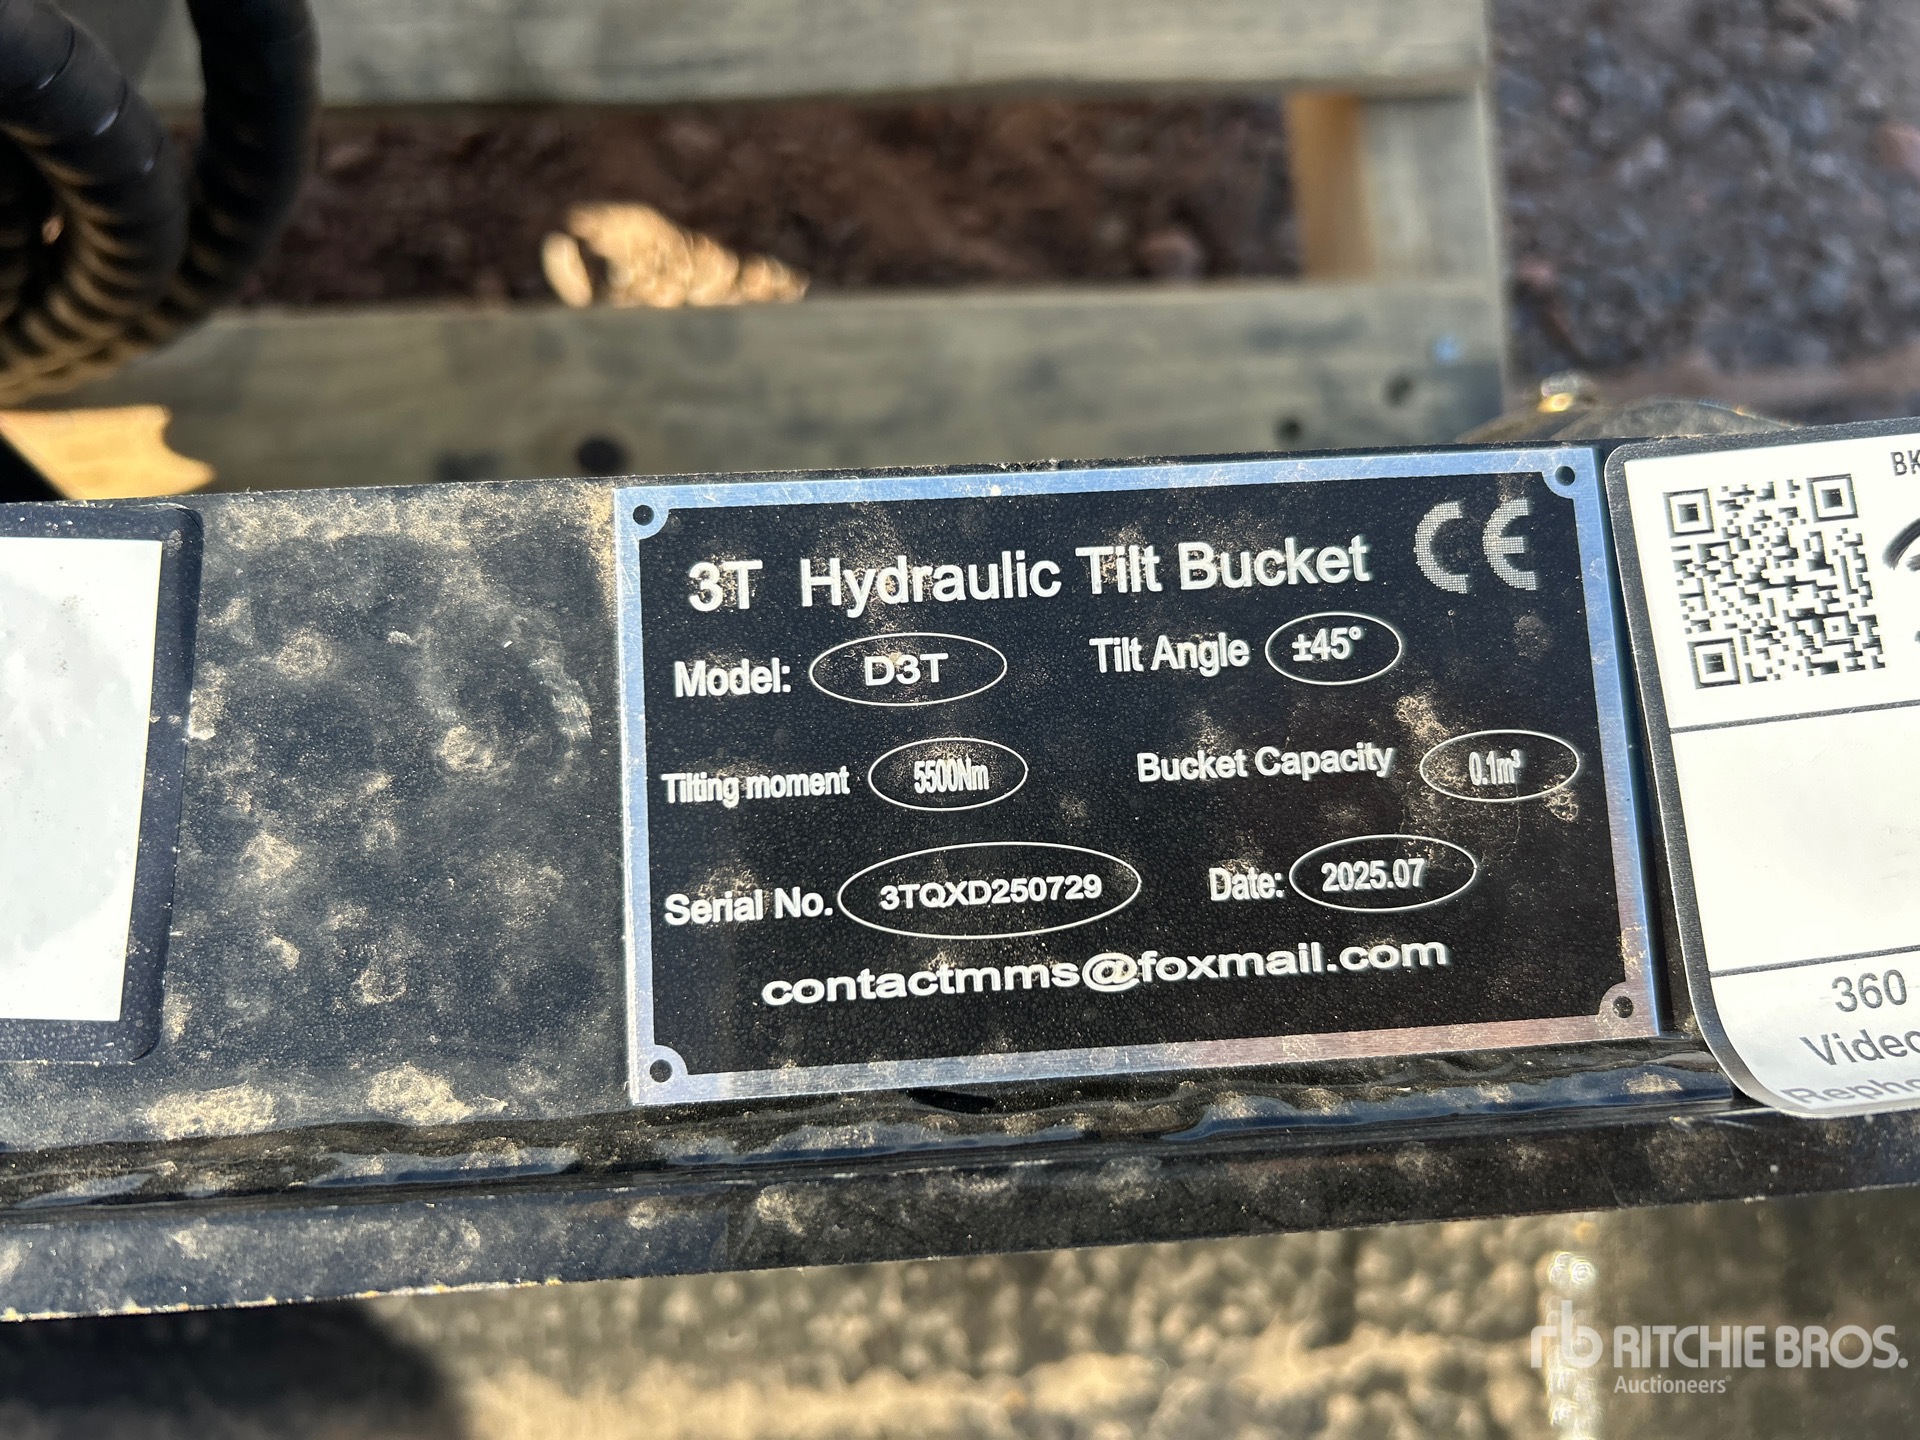 3T Hydraulic Tilt Bucket CE
Model: D3T Tilt Angle ±45°
Tilting moment 5500Nm Bucket Capacity 0.1m³
Serial No. 3TQXD250729 Date: 2025.07
contactmms@foxmail.com
BK
360
Video
rb RITCHIE BROS.
Auctioneers